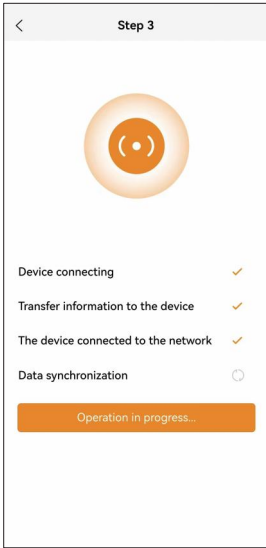 Step 3
Device connecting
Transfer information to the device
The device connected to the network
Data synchronization
Operation in progress...